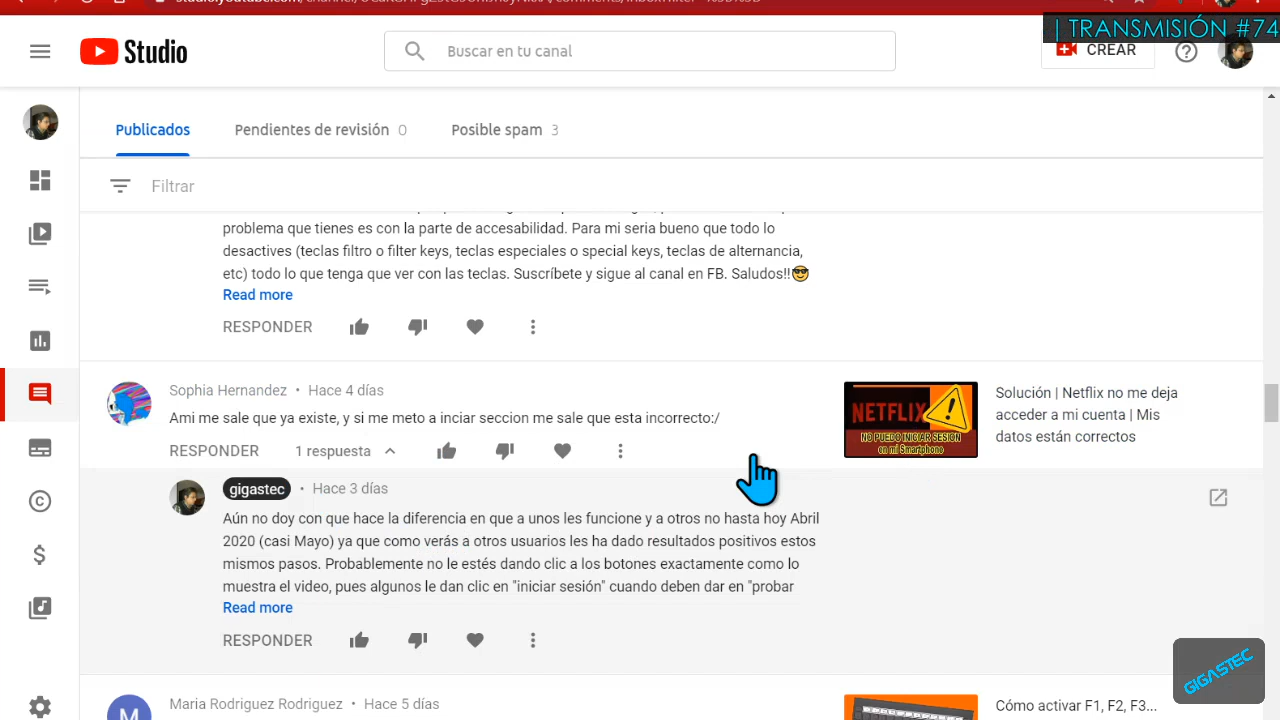 | TRANSMISIÓN #74
Studio
Buscar en tu canal
CREAR
Publicados
Pendientes de revisión 0
Posible spam 3
Filtrar
problema que tienes es con la parte de accesabilidad. Para mi seria bueno que todo lo
desactives (teclas filtro o filter keys, teclas especiales o special keys, teclas de alternancia,
etc) todo lo que tenga que ver con las teclas. Suscríbete y sigue al canal en FB. Saludos!!😎
Read more
RESPONDER
Sophia Hernandez • Hace 4 días
Ami me sale que ya existe, y si me meto a inciar seccion me sale que esta incorrecto:/
RESPONDER 1 respuesta
NETFLIX
NO PUEDO INICIAR SESIÓN
en mi Smartphone
Solución | Netflix no me deja
acceder a mi cuenta | Mis
datos están correctos
gigastec • Hace 3 días
Aún no doy con que hace la diferencia en que a unos les funcione y a otros no hasta hoy Abril
2020 (casi Mayo) ya que como verás a otros usuarios les ha dado resultados positivos estos
mismos pasos. Probablemente no le estés dando clic a los botones exactamente como lo
muestra el video, pues algunos le dan clic en "iniciar sesión" cuando deben dar en "probar
Read more
RESPONDER
GIGASTEC
M
Maria Rodriguez Rodriguez • Hace 5 días
Cómo activar F1, F2, F3...